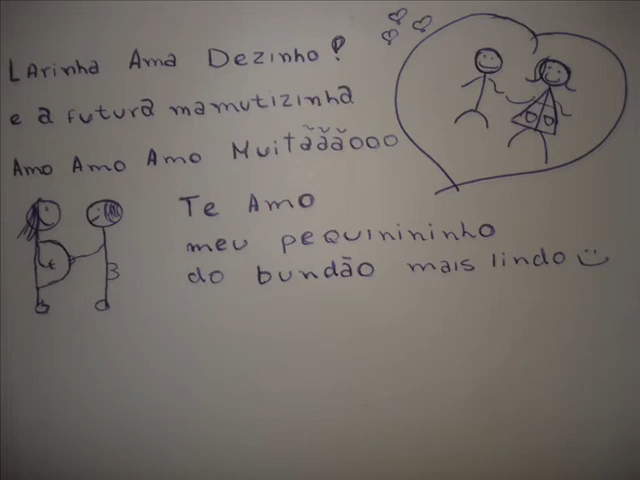 Larinha Ama Dezinho!
e a futura mamutizinha
Amo Amo Amo Muitããããooo
Te Amo
meu pequinininho
do bundão mais lindo :)